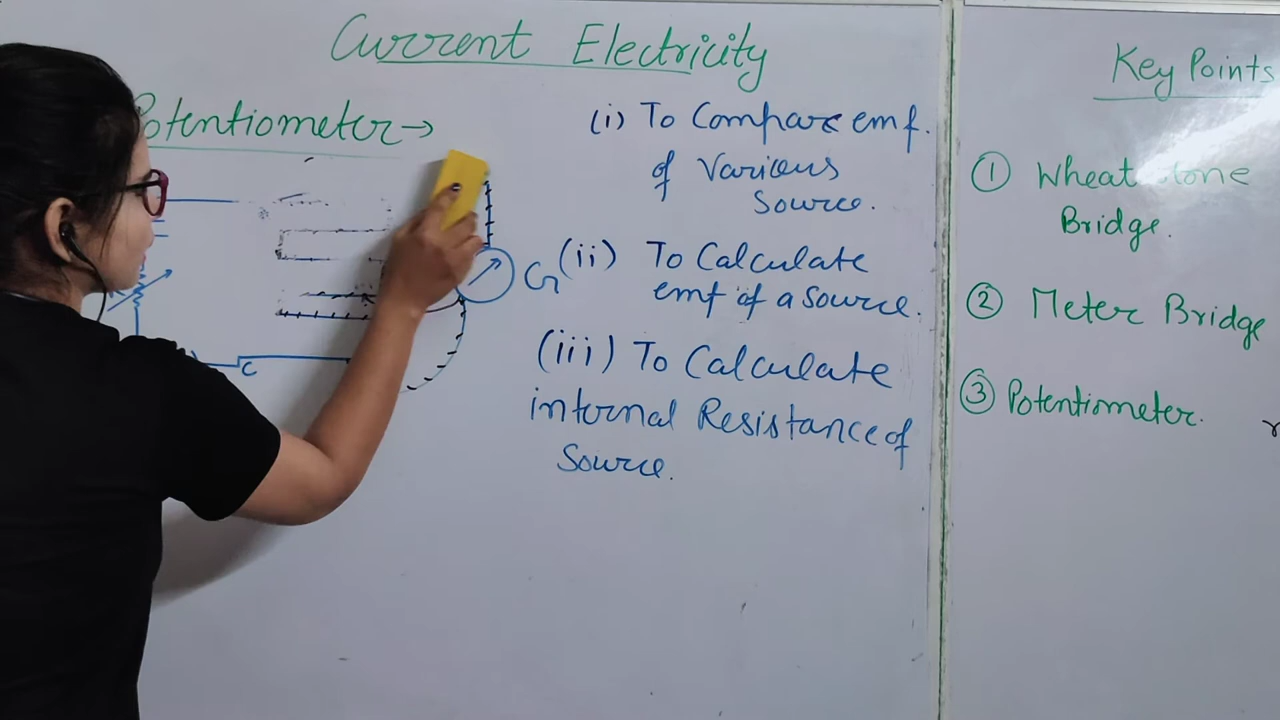 Current Electricity
Potentiometer→
(i) To Compare emf.
of Various
Source.
(ii) To Calculate
emf of a source.
(iii) To Calculate
internal Resistance of
Source.
G
C
Key Points
① Wheatstone
Bridge.
② Meter Bridge
③ Potentiometer.
r